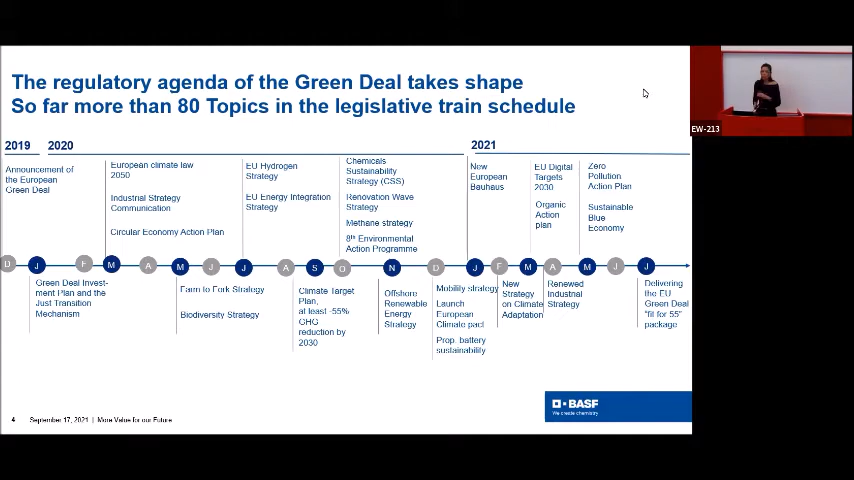 The regulatory agenda of the Green Deal takes shape
So far more than 80 Topics in the legislative train schedule
2019
2020
2021
Announcement of
the European
Green Deal
European climate law
2050
Industrial Strategy
Communication
Circular Economy Action Plan
EU Hydrogen
Strategy
EU Energy Integration
Strategy
Chemicals
Sustainability
Strategy (CSS)
Renovation Wave
Strategy
Methane strategy
8th Environmental
Action Programme
New
European
Bauhaus
EU Digital
Targets
2030
Organic
Action
plan
Zero
Pollution
Action Plan
Sustainable
Blue
Economy
D J F M A M J J A S O N D J F M A M J J
Green Deal Invest-
ment Plan and the
Just Transition
Mechanism
Farm to Fork Strategy
Biodiversity Strategy
Climate Target
Plan,
at least -55%
GHG
reduction by
2030
Offshore
Renewable
Energy
Strategy
Mobility strategy
Launch
European
Climate pact
Prop. battery
sustainability
New
Strategy
on Climate
Adaptation
Renewed
Industrial
Strategy
Delivering
the EU
Green Deal
"fit for 55"
package
BASF
We create chemistry
4 September 17, 2021 | More Value for our Future
EW-213